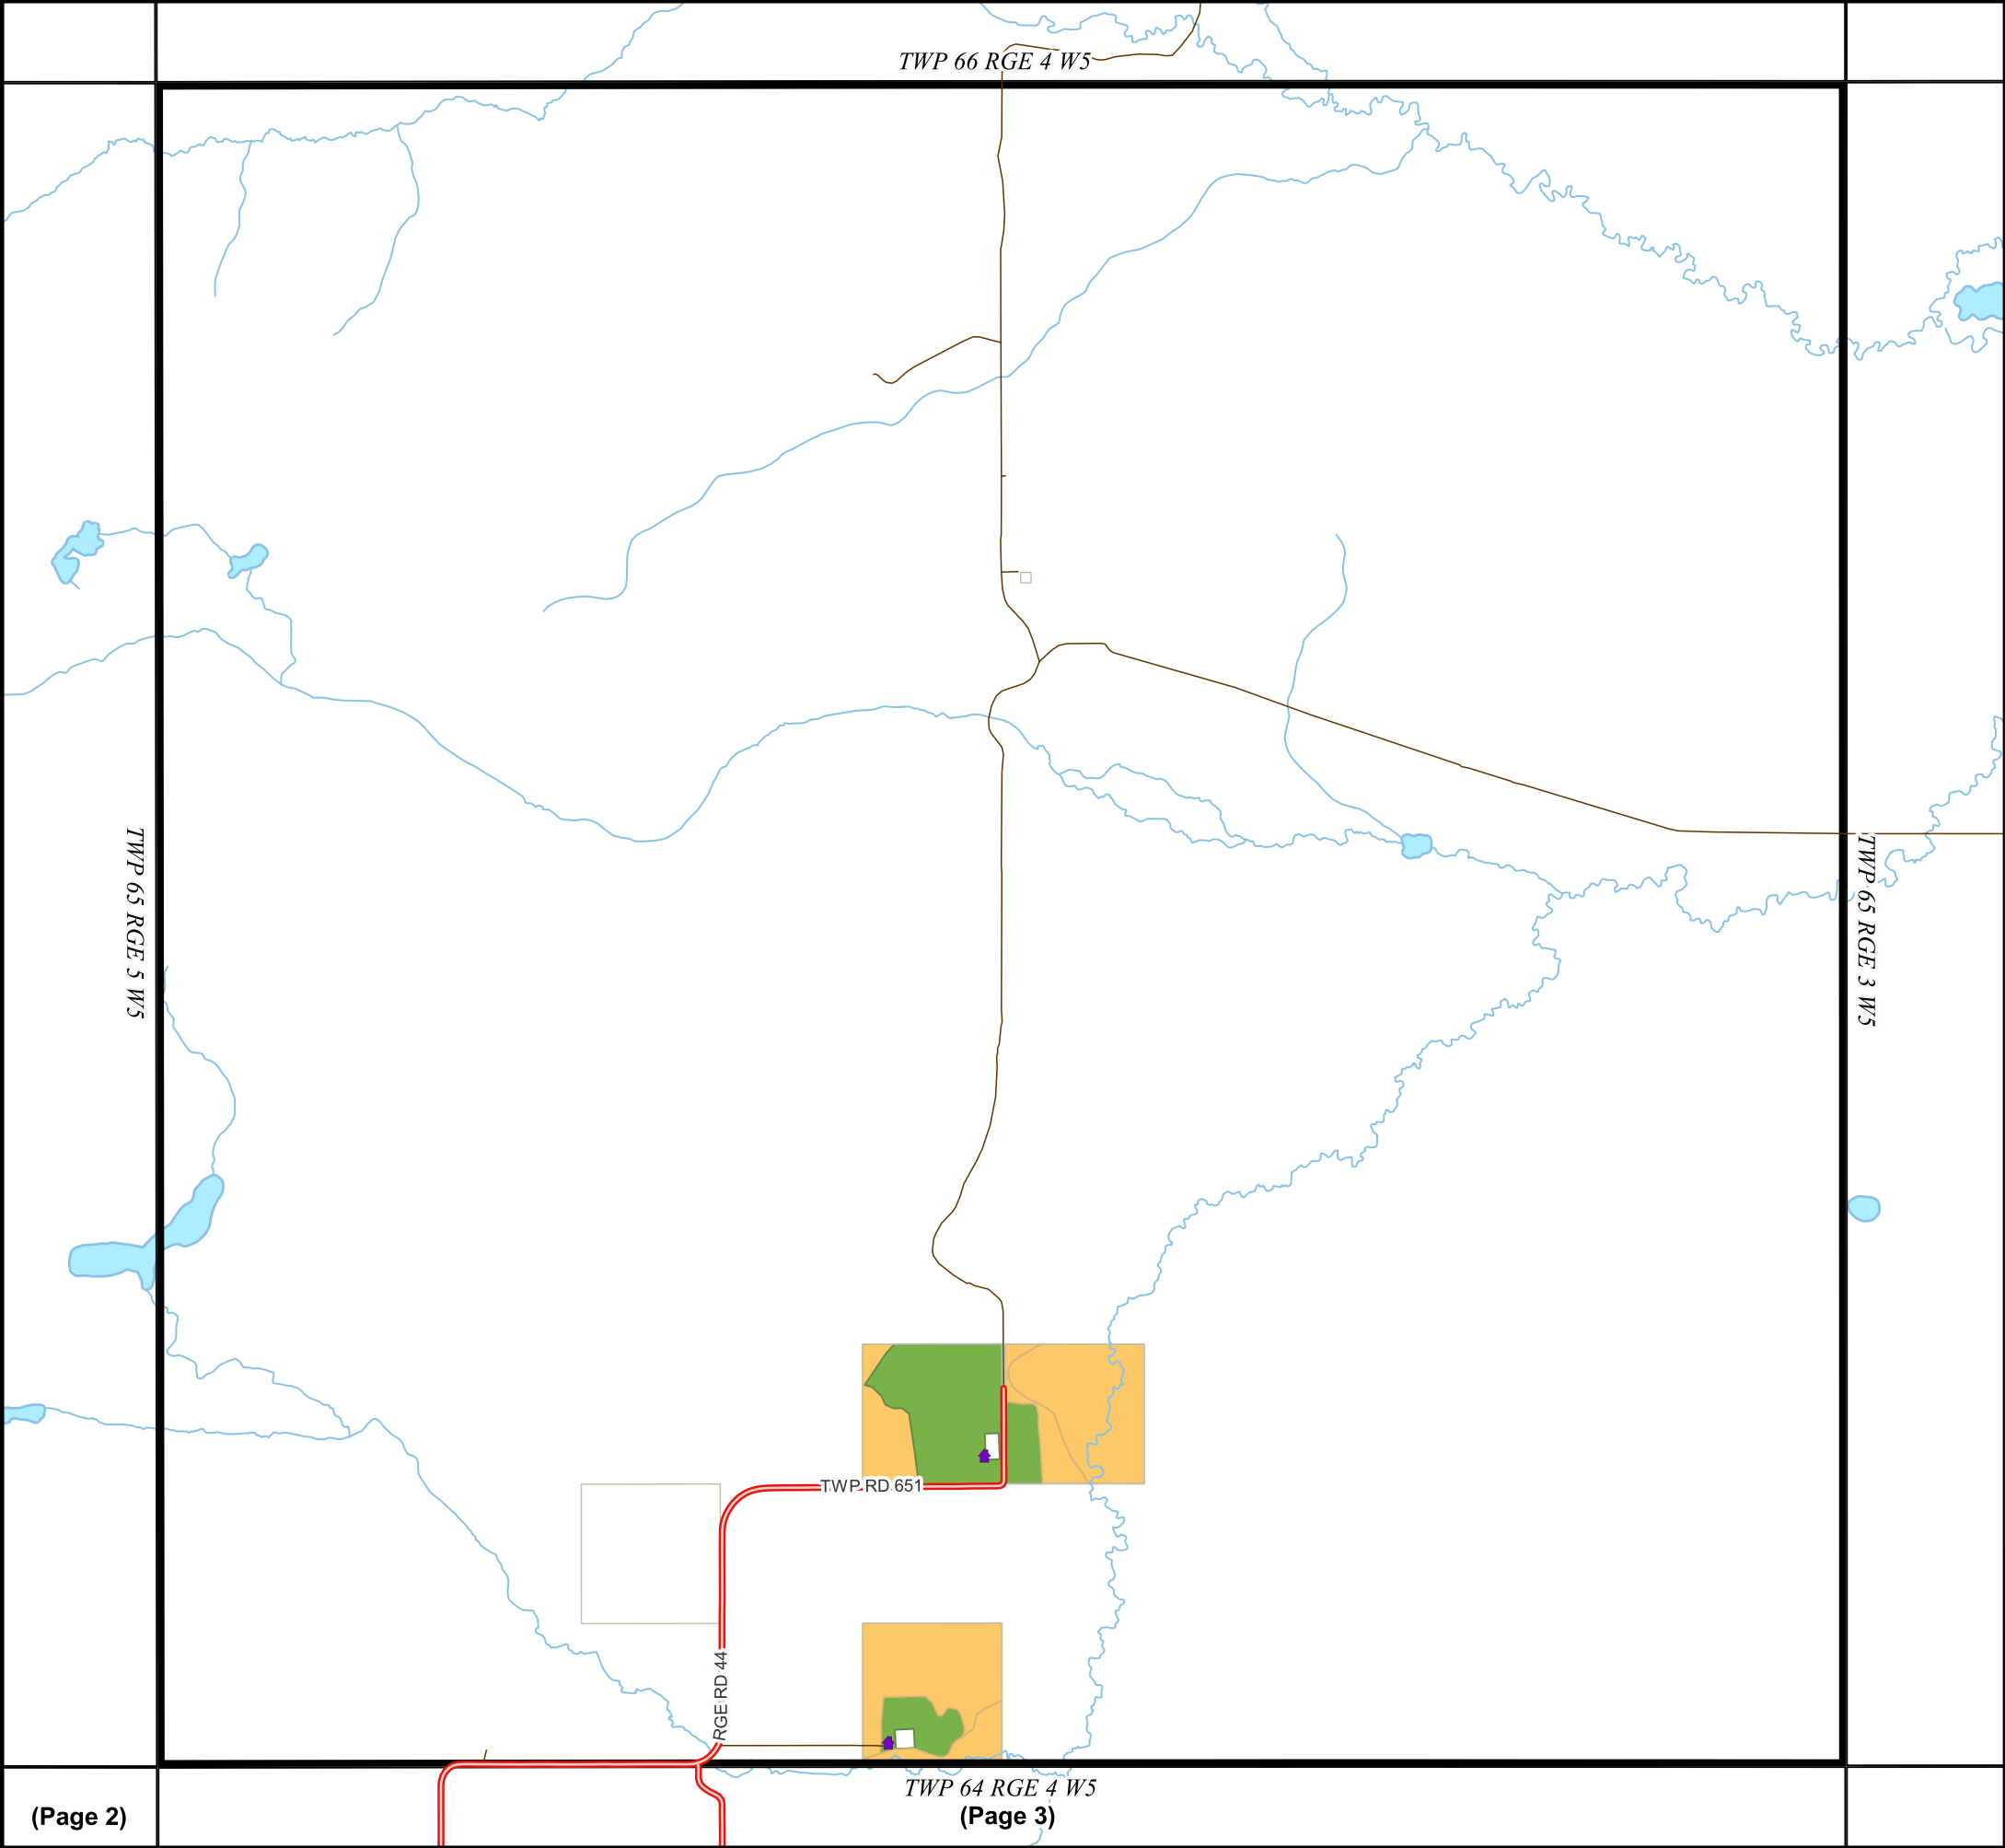 TWP 66 RGE 4 W5
TWP 65 RGE 5 W5
TWP 65 RGE 3 W5
TWP RD 651
RGE RD 44
TWP 64 RGE 4 W5
(Page 2)
(Page 3)